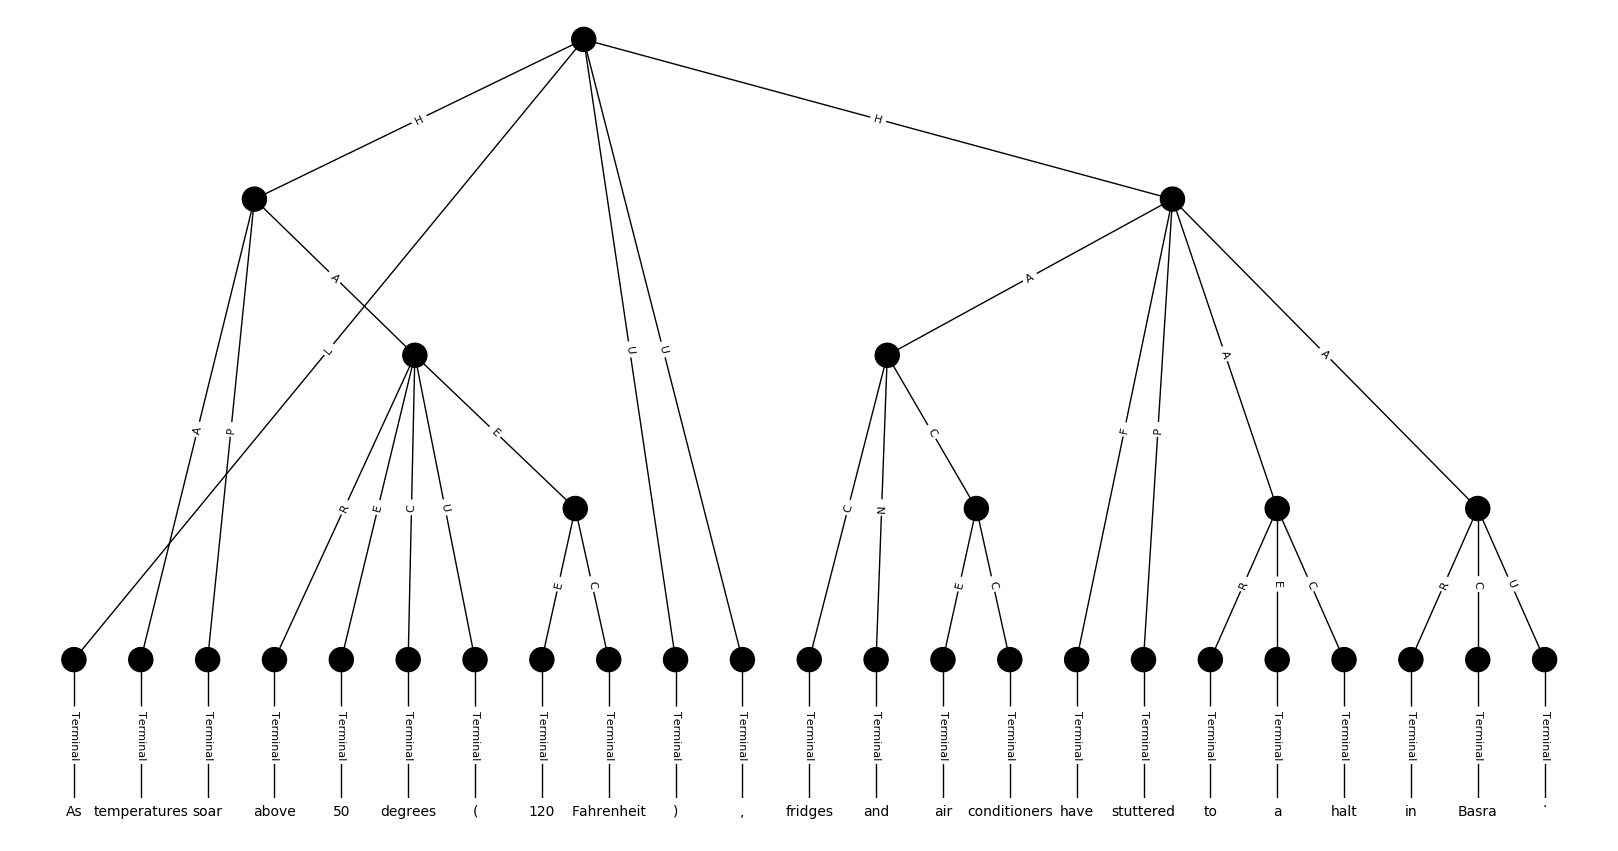 H H
A A
L U U A A
A P F P
E C
R E C U C N
E C E C R E C R C U
Terminal Terminal Terminal Terminal Terminal Terminal Terminal Terminal Terminal Terminal Terminal Terminal Terminal Terminal Terminal Terminal Terminal Terminal Terminal Terminal Terminal Terminal Terminal
As temperatures soar above 50 degrees ( 120 Fahrenheit ) , fridges and air conditioners have stuttered to a halt in Basra .